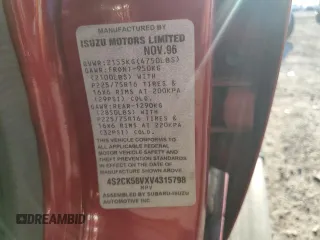 MANUFACTURED BY
ISUZU MOTORS LIMITED
NOV.96
GVWR:2155KG(4750LBS)
GAWR:FRONT-950KG
(2100LBS) WITH
P225/75R16 TIRES &
16X6 RIMS AT 200KPA
(29PSI) COLD.
GAWR:REAR-1290KG
(2850LBS) WITH
P225/75R16 TIRES &
16X6 RIMS AT 220KPA
(32PSI) COLD.
THIS VEHICLE CONFORMS TO
ALL APPLICABLE FEDERAL
MOTOR VEHICLE SAFETY
STANDARDS IN EFFECT ON
THE DATE OF MANUFACTURE
SHOWN ABOVE.
4S2CK58VXV4315798
MPV
ASSEMBLED BY SUBARU-ISUZU
AUTOMOTIVE INC.
DREAMBID